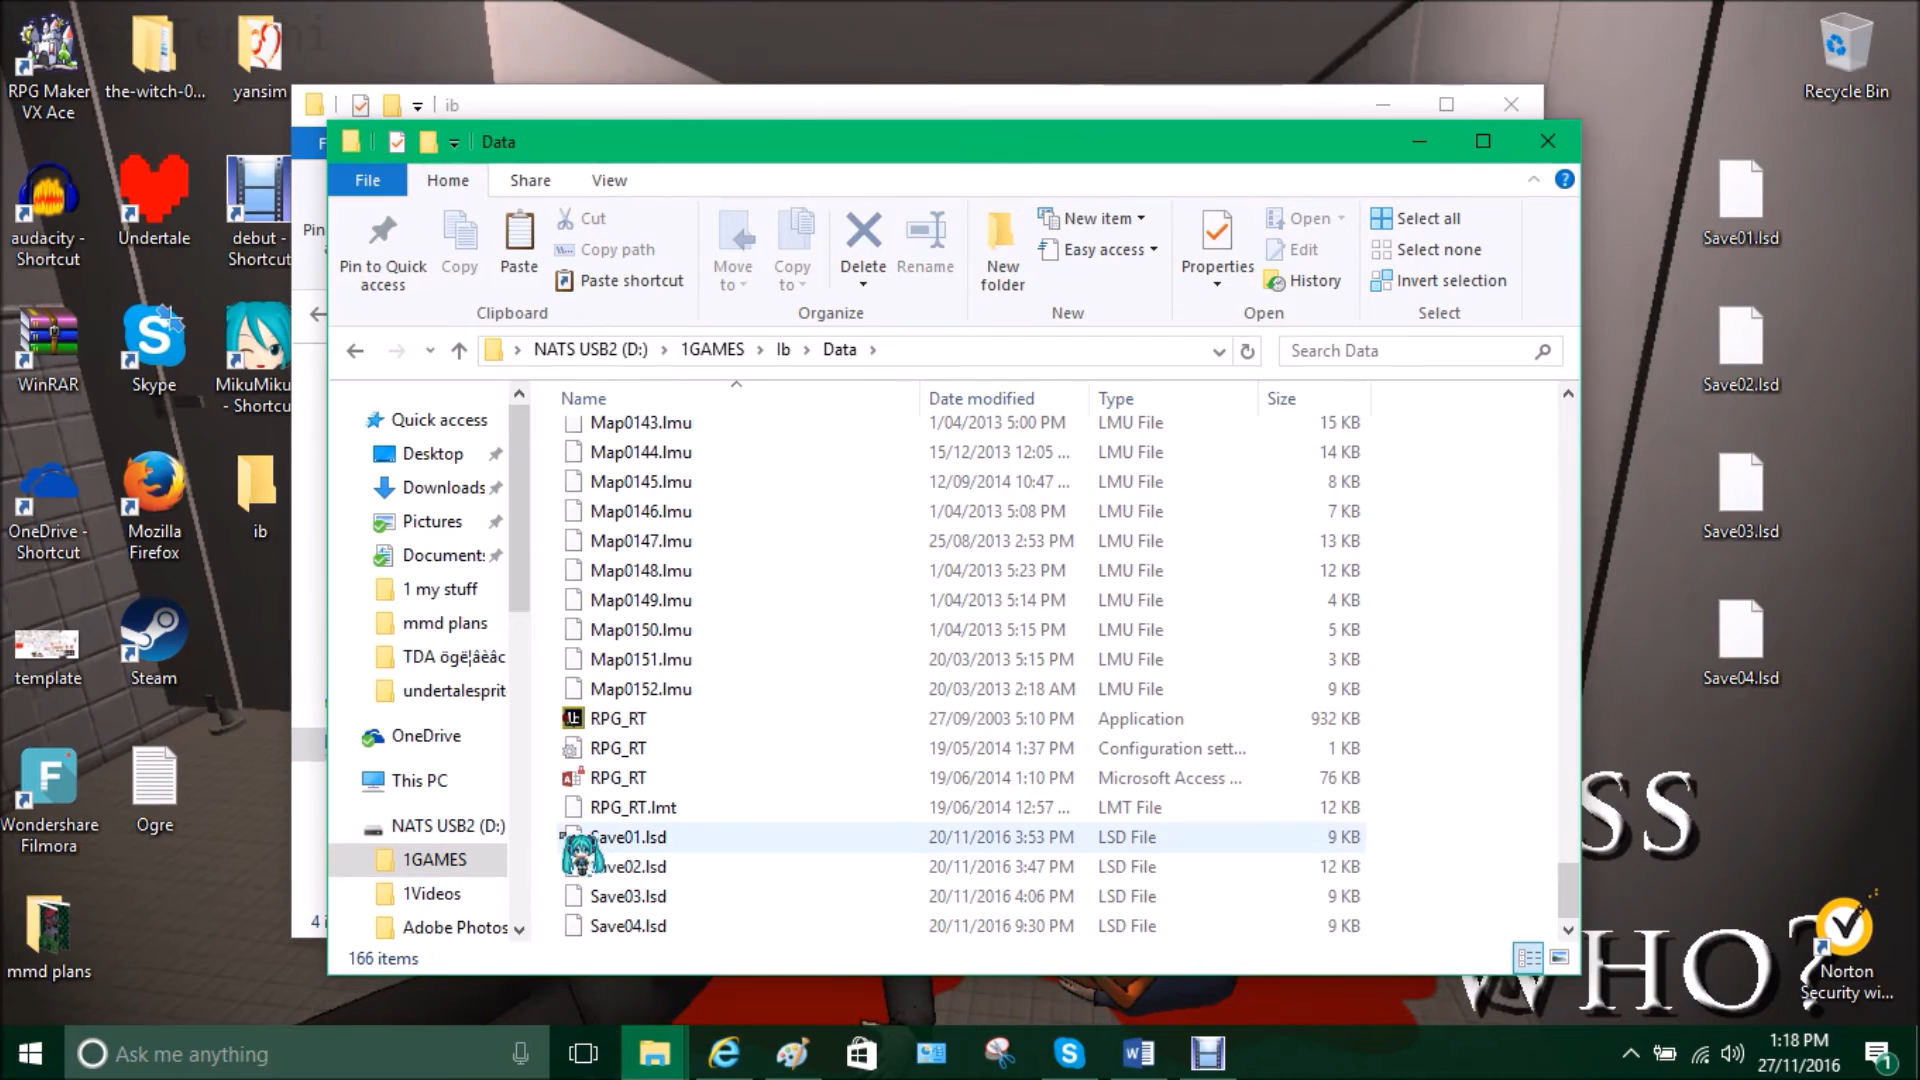 RPG Maker
VX Ace
the-witch-0...
yansim
audacity -
Shortcut
Undertale
debut -
Shortcut
WinRAR
Skype
MikuMiku
- Shortcu
OneDrive -
Shortcut
Mozilla
Firefox
ib
template
Steam
Wondershare
Filmora
Ogre
mmd plans
ib
Pin
4 i
Data
File
Home
Share
View
Pin to Quick
access
Copy
Paste
Cut
Copy path
Paste shortcut
Clipboard
Move
to
Copy
to
Delete
Rename
Organize
New
folder
New item
Easy access
New
Properties
Open
Edit
History
Open
Select all
Select none
Invert selection
Select
NATS USB2 (D:) > 1GAMES > Ib > Data >
Search Data
Quick access
Desktop
Downloads
Pictures
Document:
1 my stuff
mmd plans
TDA ögë¦âèâc
undertalesprit
OneDrive
This PC
NATS USB2 (D:)
1GAMES
1Videos
Adobe Photos
Name Date modified Type Size
Map0143.lmu 1/04/2013 5:00 PM LMU File 15 KB
Map0144.lmu 15/12/2013 12:05 ... LMU File 14 KB
Map0145.lmu 12/09/2014 10:47 ... LMU File 8 KB
Map0146.lmu 1/04/2013 5:08 PM LMU File 7 KB
Map0147.lmu 25/08/2013 2:53 PM LMU File 13 KB
Map0148.lmu 1/04/2013 5:23 PM LMU File 12 KB
Map0149.lmu 1/04/2013 5:14 PM LMU File 4 KB
Map0150.lmu 1/04/2013 5:15 PM LMU File 5 KB
Map0151.lmu 20/03/2013 5:15 PM LMU File 3 KB
Map0152.lmu 20/03/2013 2:18 AM LMU File 9 KB
RPG_RT 27/09/2003 5:10 PM Application 932 KB
RPG_RT 19/05/2014 1:37 PM Configuration sett... 1 KB
RPG_RT 19/06/2014 1:10 PM Microsoft Access ... 76 KB
RPG_RT.lmt 19/06/2014 12:57 ... LMT File 12 KB
Save01.lsd 20/11/2016 3:53 PM LSD File 9 KB
ave02.lsd 20/11/2016 3:47 PM LSD File 12 KB
Save03.lsd 20/11/2016 4:06 PM LSD File 9 KB
Save04.lsd 20/11/2016 9:30 PM LSD File 9 KB
166 items
Recycle Bin
Save01.lsd
Save02.lsd
Save03.lsd
Save04.lsd
SS
WHO?
Norton
Security wi...
Ask me anything
1:18 PM
27/11/2016
1